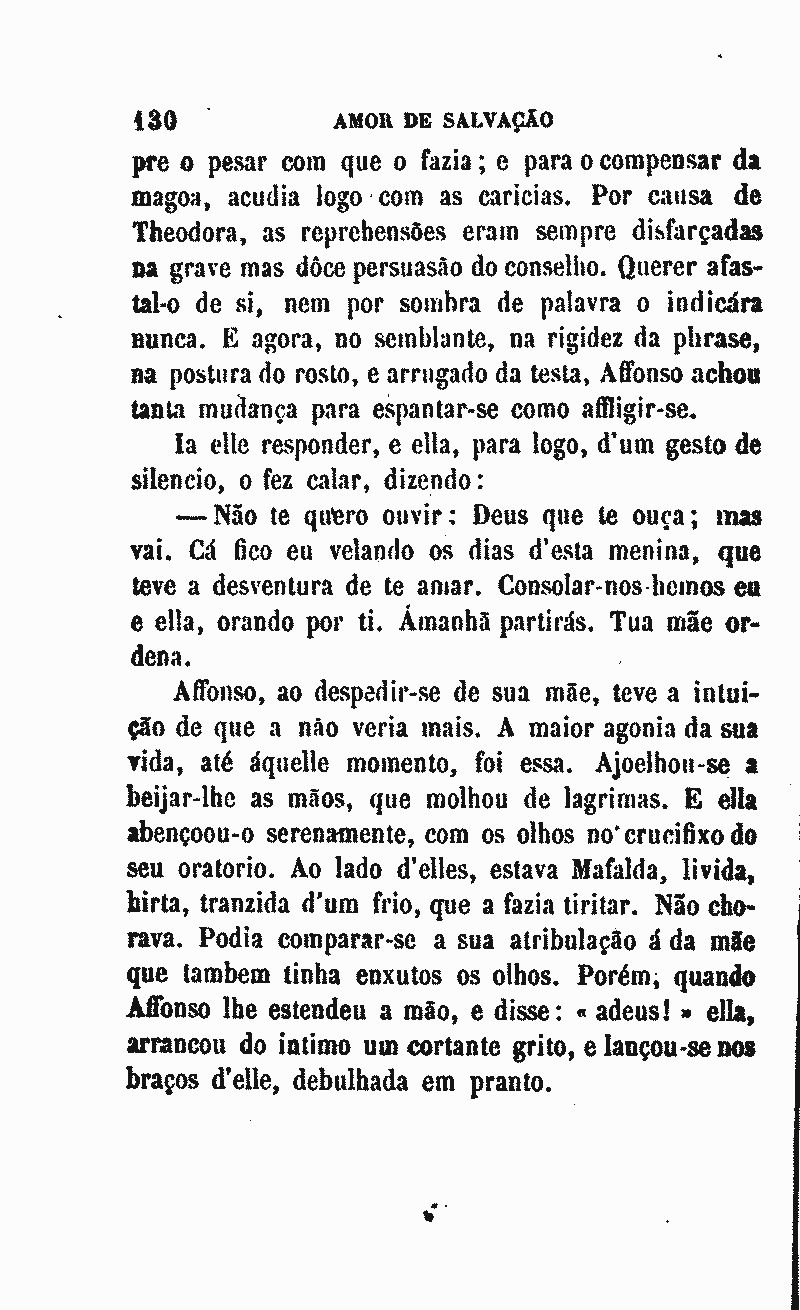 130 AMOR DE SALVAÇÃO
pre o pesar com que o fazia; e para o compensar da
magoa, acudia logo com as caricias. Por causa de
Theodora, as reprehensões eram sempre disfarçadas
na grave mas dôce persuasão do conselho. Querer afas-
tal-o de si, nem por sombra de palavra o indicára
nunca. E agora, no semblante, na rigidez da phrase,
na postura do rosto, e arrugado da testa, Affonso achou
tanta mudança para espantar-se como affligir-se.
Ia elle responder, e ella, para logo, d'um gesto de
silencio, o fez calar, dizendo:
— Não te quero ouvir: Deus que te ouça; mas
vai. Cá fico eu velando os dias d'esta menina, que
teve a desventura de te amar. Consolar-nos-hemos eu
e ella, orando por ti. Ámanhã partirás. Tua mãe or-
dena.
Affonso, ao despedir-se de sua mãe, teve a intui-
ção de que a não veria mais. A maior agonia da sua
vida, até áquelle momento, foi essa. Ajoelhou-se a
beijar-lhe as mãos, que molhou de lagrimas. E ella
abençoou-o serenamente, com os olhos no crucifixo do
seu oratorio. Ao lado d'elles, estava Mafalda, livida,
hirta, tranzida d'um frio, que a fazia tiritar. Não cho-
rava. Podia comparar-se a sua atribulação á da mãe
que tambem tinha enxutos os olhos. Porém, quando
Affonso lhe estendeu a mão, e disse: « adeus! » ella,
arrancou do intimo um cortante grito, e lançou-se nos
braços d'elle, debulhada em pranto.